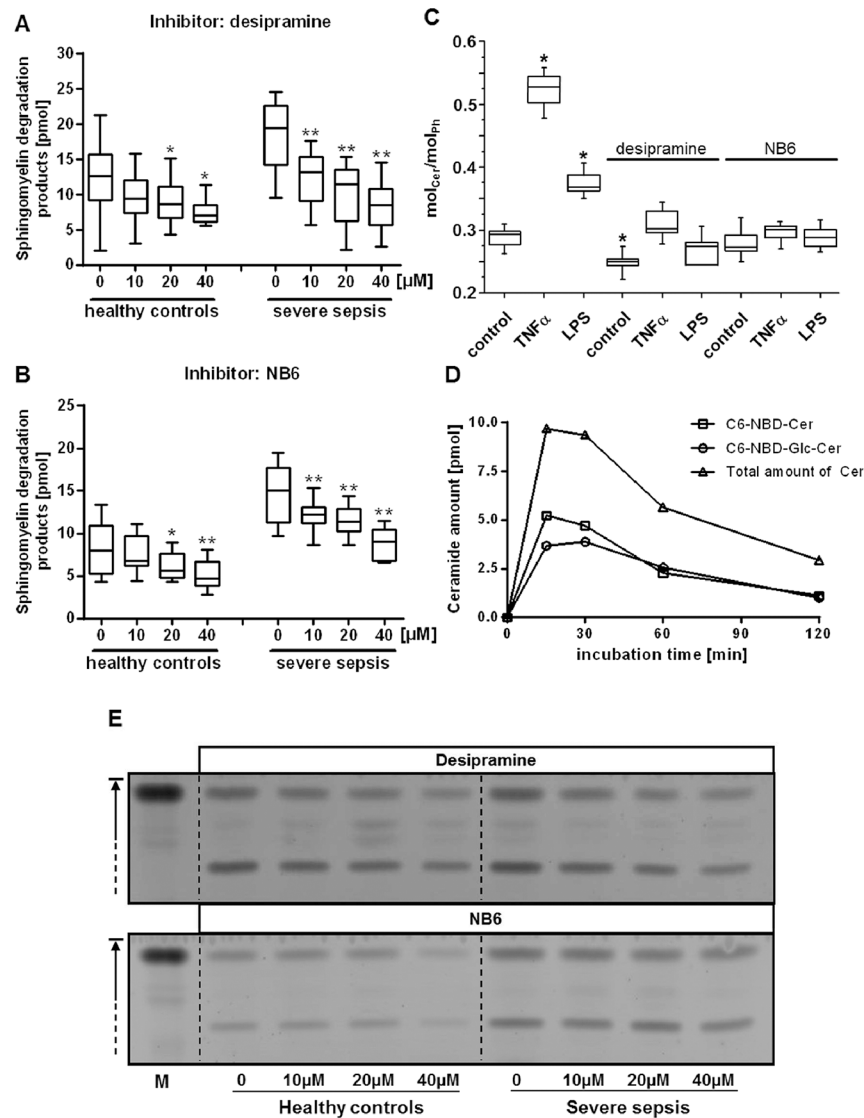 A
Inhibitor: desipramine
Sphingomyelin degradation
products [pmol]
30
25
20
15
10
5
0
* *
** ** **
0 10 20 40 0 10 20 40 [µM]
healthy controls severe sepsis
B
Inhibitor: NB6
Sphingomyelin degradation
products [pmol]
25
20
15
10
5
0
* **
** ** **
0 10 20 40 0 10 20 40 [µM]
healthy controls severe sepsis
C
molCer/molPh
0.6
0.5
0.4
0.3
0.2
* * *
desipramine NB6
control TNFα LPS control TNFα LPS control TNFα LPS
D
Ceramide amount [pmol]
10.0
7.5
5.0
2.5
0.0
C6-NBD-Cer
C6-NBD-Glc-Cer
Total amount of Cer
0 30 60 90 120
incubation time [min]
E
Desipramine
NB6
M 0 10µM 20µM 40µM 0 10µM 20µM 40µM
Healthy controls Severe sepsis